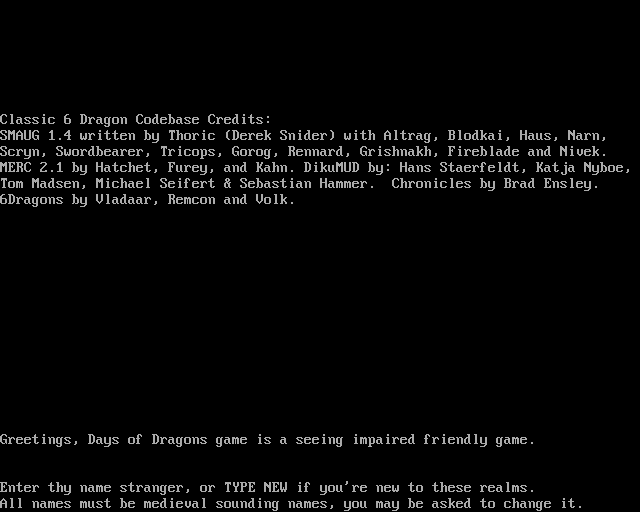 Classic 6 Dragon Codebase Credits:
SMAUG 1.4 written by Thoric (Derek Snider) with Altrag, Blodkai, Haus, Narn,
Scryn, Swordbearer, Tricops, Gorog, Rennard, Grishnakh, Fireblade and Nivek.
MERC 2.1 by Hatchet, Furey, and Kahn. DikuMUD by: Hans Staerfeldt, Katja Nyboe,
Tom Madsen, Michael Seifert & Sebastian Hammer.  Chronicles by Brad Ensley.
6Dragons by Vladaar, Remcon and Volk.
Greetings, Days of Dragons game is a seeing impaired friendly game.
Enter thy name stranger, or TYPE NEW if you're new to these realms.
All names must be medieval sounding names, you may be asked to change it.